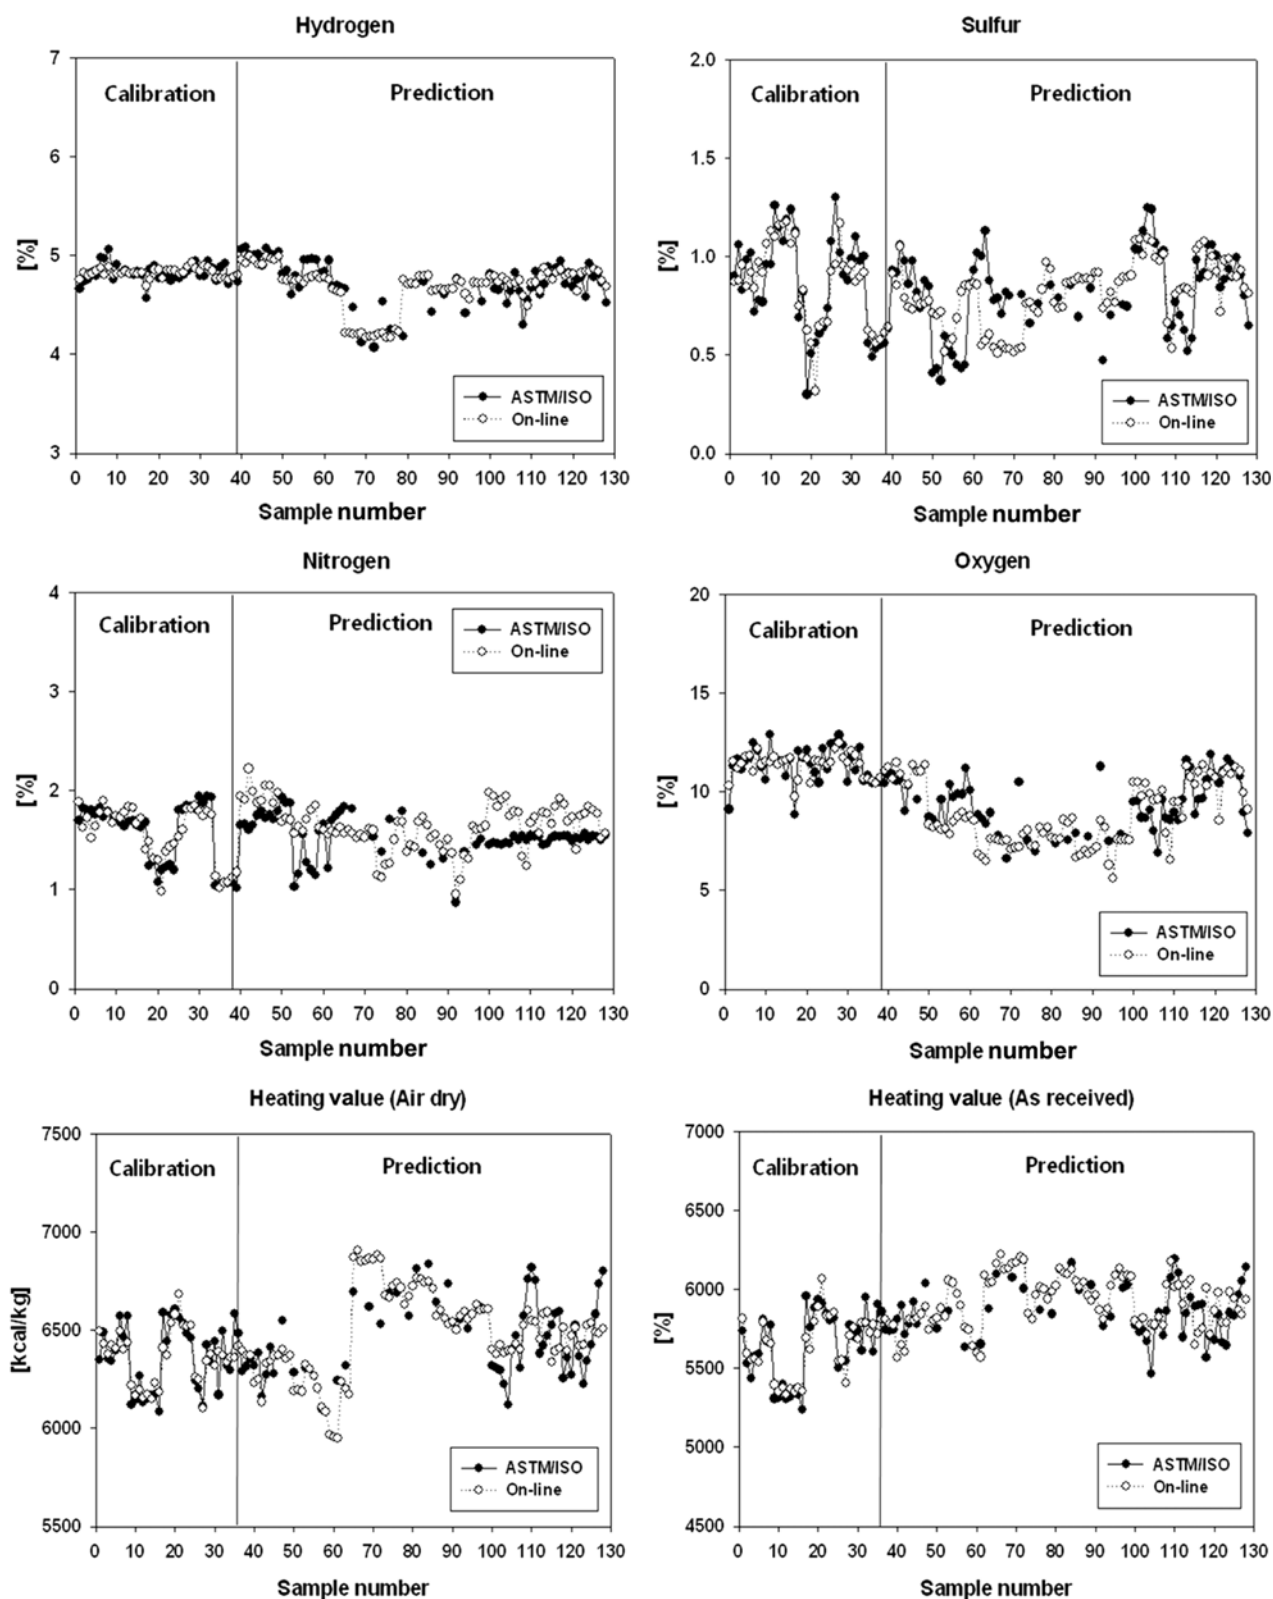 Hydrogen
7
6
5
4
3
[%]
Calibration
Prediction
ASTM/ISO
On-line
0 10 20 30 40 50 60 70 80 90 100 110 120 130
Sample number
Sulfur
2.0
1.5
1.0
0.5
0.0
[%]
Calibration
Prediction
ASTM/ISO
On-line
0 10 20 30 40 50 60 70 80 90 100 110 120 130
Sample number
Nitrogen
4
3
2
1
0
[%]
Calibration
Prediction
ASTM/ISO
On-line
0 10 20 30 40 50 60 70 80 90 100 110 120 130
Sample number
Oxygen
20
15
10
5
0
[%]
Calibration
Prediction
ASTM/ISO
On-line
0 10 20 30 40 50 60 70 80 90 100 110 120 130
Sample number
Heating value (Air dry)
7500
7000
6500
6000
5500
[kcal/kg]
Calibration
Prediction
ASTM/ISO
On-line
0 10 20 30 40 50 60 70 80 90 100 110 120 130
Sample number
Heating value (As received)
7000
6500
6000
5500
5000
4500
[%]
Calibration
Prediction
ASTM/ISO
On-line
0 10 20 30 40 50 60 70 80 90 100 110 120 130
Sample number